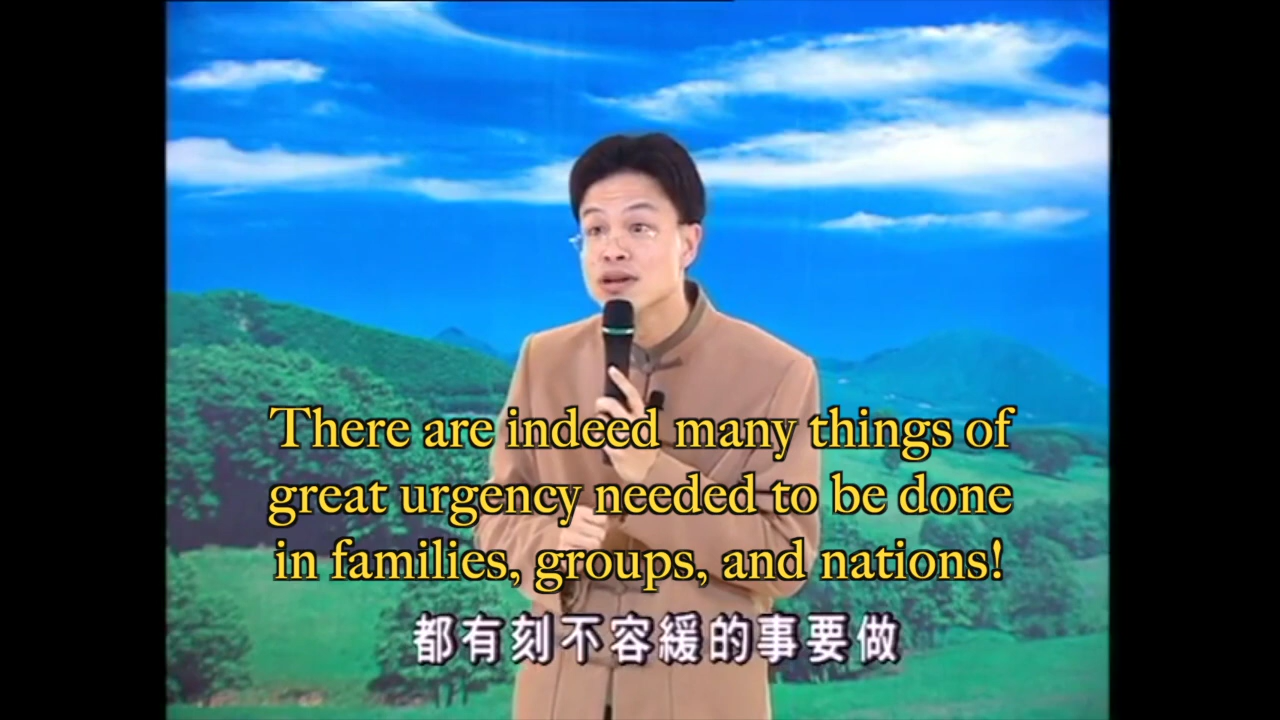 There are indeed many things of
great urgency needed to be done
in families, groups, and nations!
都有刻不容緩的事要做